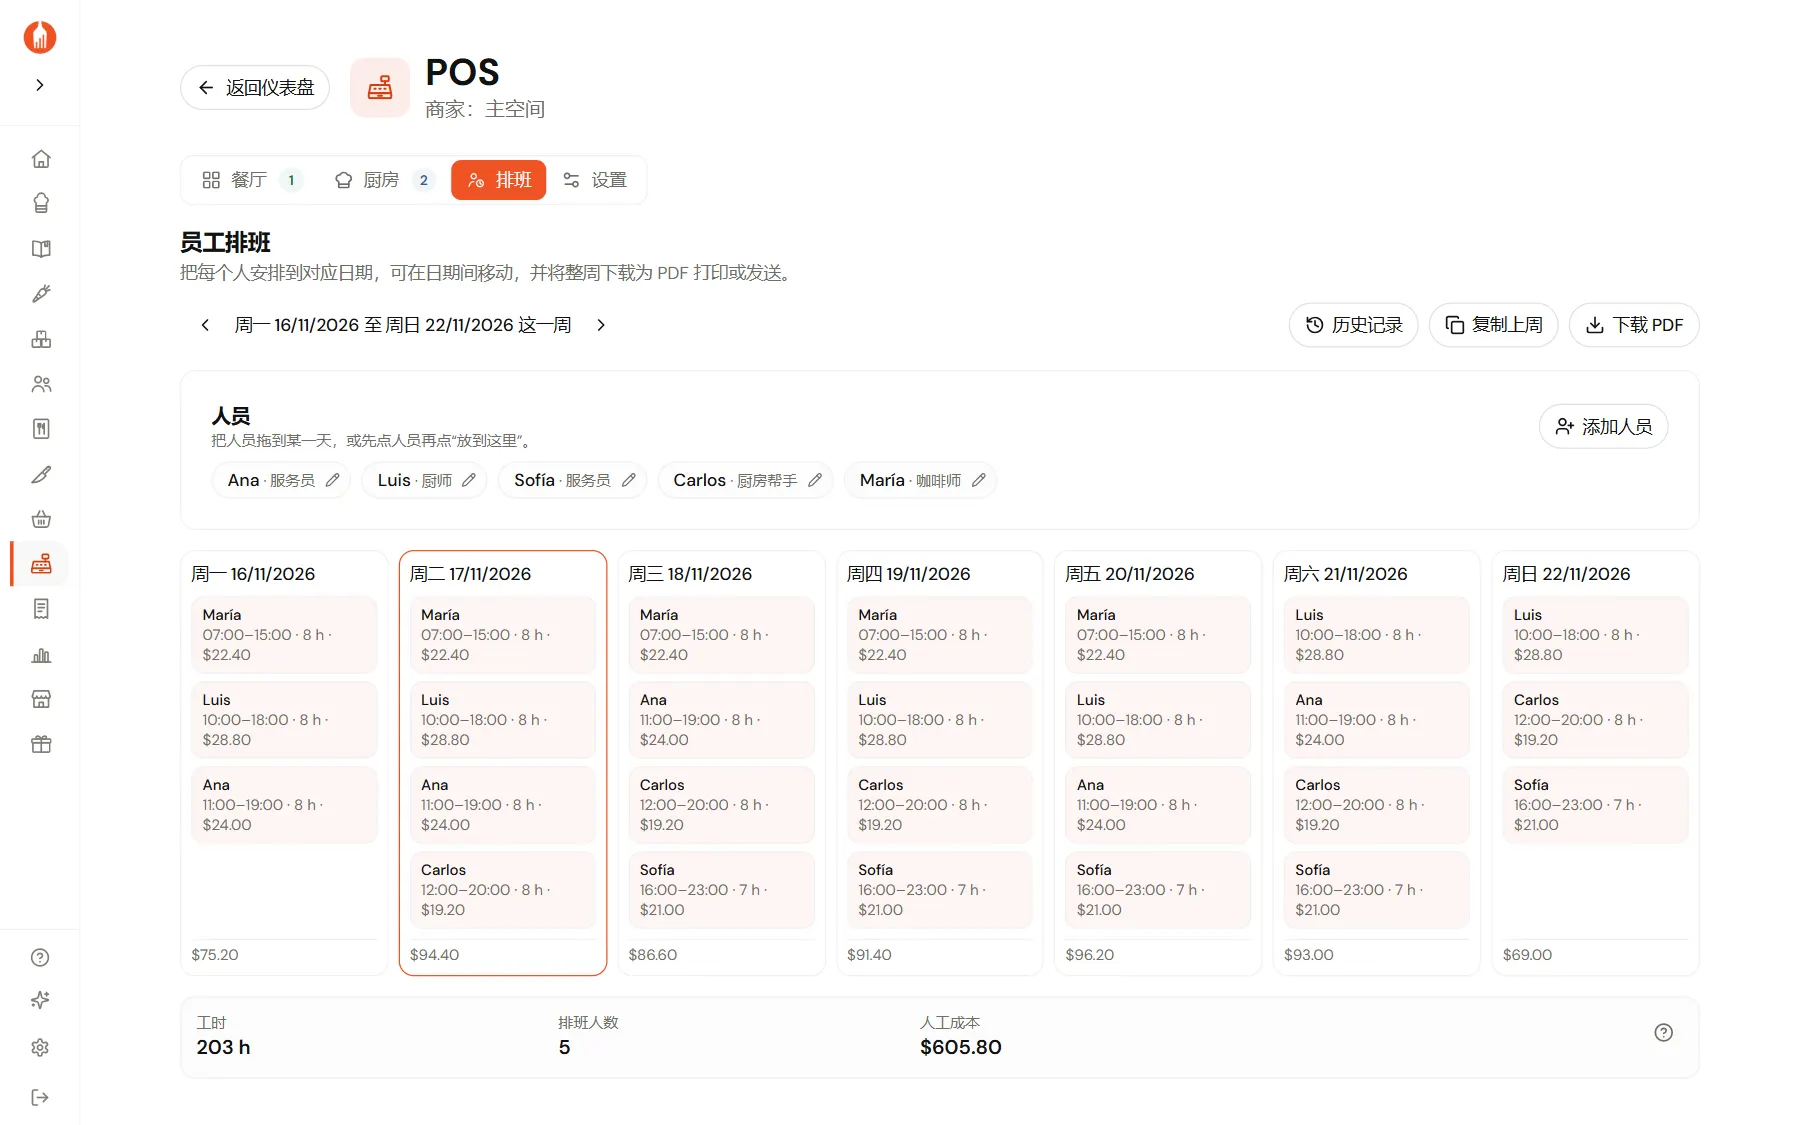 返回仪表盘
POS
商家：主空间
餐厅 1
厨房 2
排班
设置
员工排班
把每个人安排到对应日期，可在日期间移动，并将整周下载为 PDF 打印或发送。
周一 16/11/2026 至 周日 22/11/2026 这一周
历史记录
复制上周
下载 PDF
人员
把人员拖到某一天，或先点人员再点“放到这里”。
添加人员
Ana · 服务员
Luis · 厨师
Sofía · 服务员
Carlos · 厨房帮手
María · 咖啡师
周一 16/11/2026
María
07:00–15:00 · 8 h ·
$22.40
Luis
10:00–18:00 · 8 h ·
$28.80
Ana
11:00–19:00 · 8 h ·
$24.00
$75.20
周二 17/11/2026
María
07:00–15:00 · 8 h ·
$22.40
Luis
10:00–18:00 · 8 h ·
$28.80
Ana
11:00–19:00 · 8 h ·
$24.00
Carlos
12:00–20:00 · 8 h ·
$19.20
$94.40
周三 18/11/2026
María
07:00–15:00 · 8 h ·
$22.40
Ana
11:00–19:00 · 8 h ·
$24.00
Carlos
12:00–20:00 · 8 h ·
$19.20
Sofía
16:00–23:00 · 7 h ·
$21.00
$86.60
周四 19/11/2026
María
07:00–15:00 · 8 h ·
$22.40
Luis
10:00–18:00 · 8 h ·
$28.80
Carlos
12:00–20:00 · 8 h ·
$19.20
Sofía
16:00–23:00 · 7 h ·
$21.00
$91.40
周五 20/11/2026
María
07:00–15:00 · 8 h ·
$22.40
Luis
10:00–18:00 · 8 h ·
$28.80
Ana
11:00–19:00 · 8 h ·
$24.00
Sofía
16:00–23:00 · 7 h ·
$21.00
$96.20
周六 21/11/2026
Luis
10:00–18:00 · 8 h ·
$28.80
Ana
11:00–19:00 · 8 h ·
$24.00
Carlos
12:00–20:00 · 8 h ·
$19.20
Sofía
16:00–23:00 · 7 h ·
$21.00
$93.00
周日 22/11/2026
Luis
10:00–18:00 · 8 h ·
$28.80
Carlos
12:00–20:00 · 8 h ·
$19.20
Sofía
16:00–23:00 · 7 h ·
$21.00
$69.00
工时
203 h
排班人数
5
人工成本
$605.80